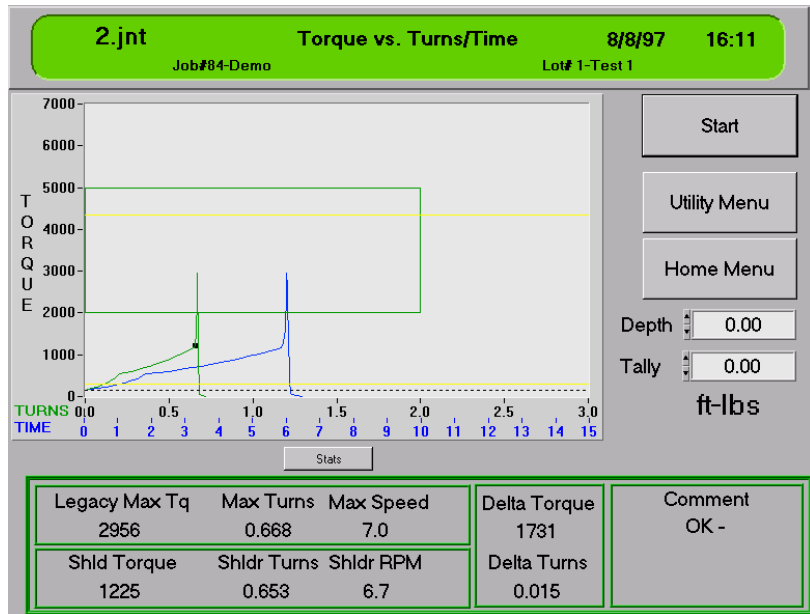 2.jnt Torque vs. Turns/Time 8/8/97 16:11
Job#84-Demo Lot# 1-Test 1
7000
6000
5000
4000
3000
2000
1000
0
TORQUE
TURNS 0.0 0.5 1.0 1.5 2.0 2.5 3.0
TIME 0 1 2 3 4 5 6 7 8 9 10 11 12 13 14 15
Start
Utility Menu
Home Menu
Depth 0.00
Tally 0.00
ft-lbs
Stats
Legacy Max Tq Max Turns Max Speed
2956 0.668 7.0
Shld Torque Shldr Turns Shldr RPM
1225 0.653 6.7
Delta Torque
1731
Delta Turns
0.015
Comment
OK -